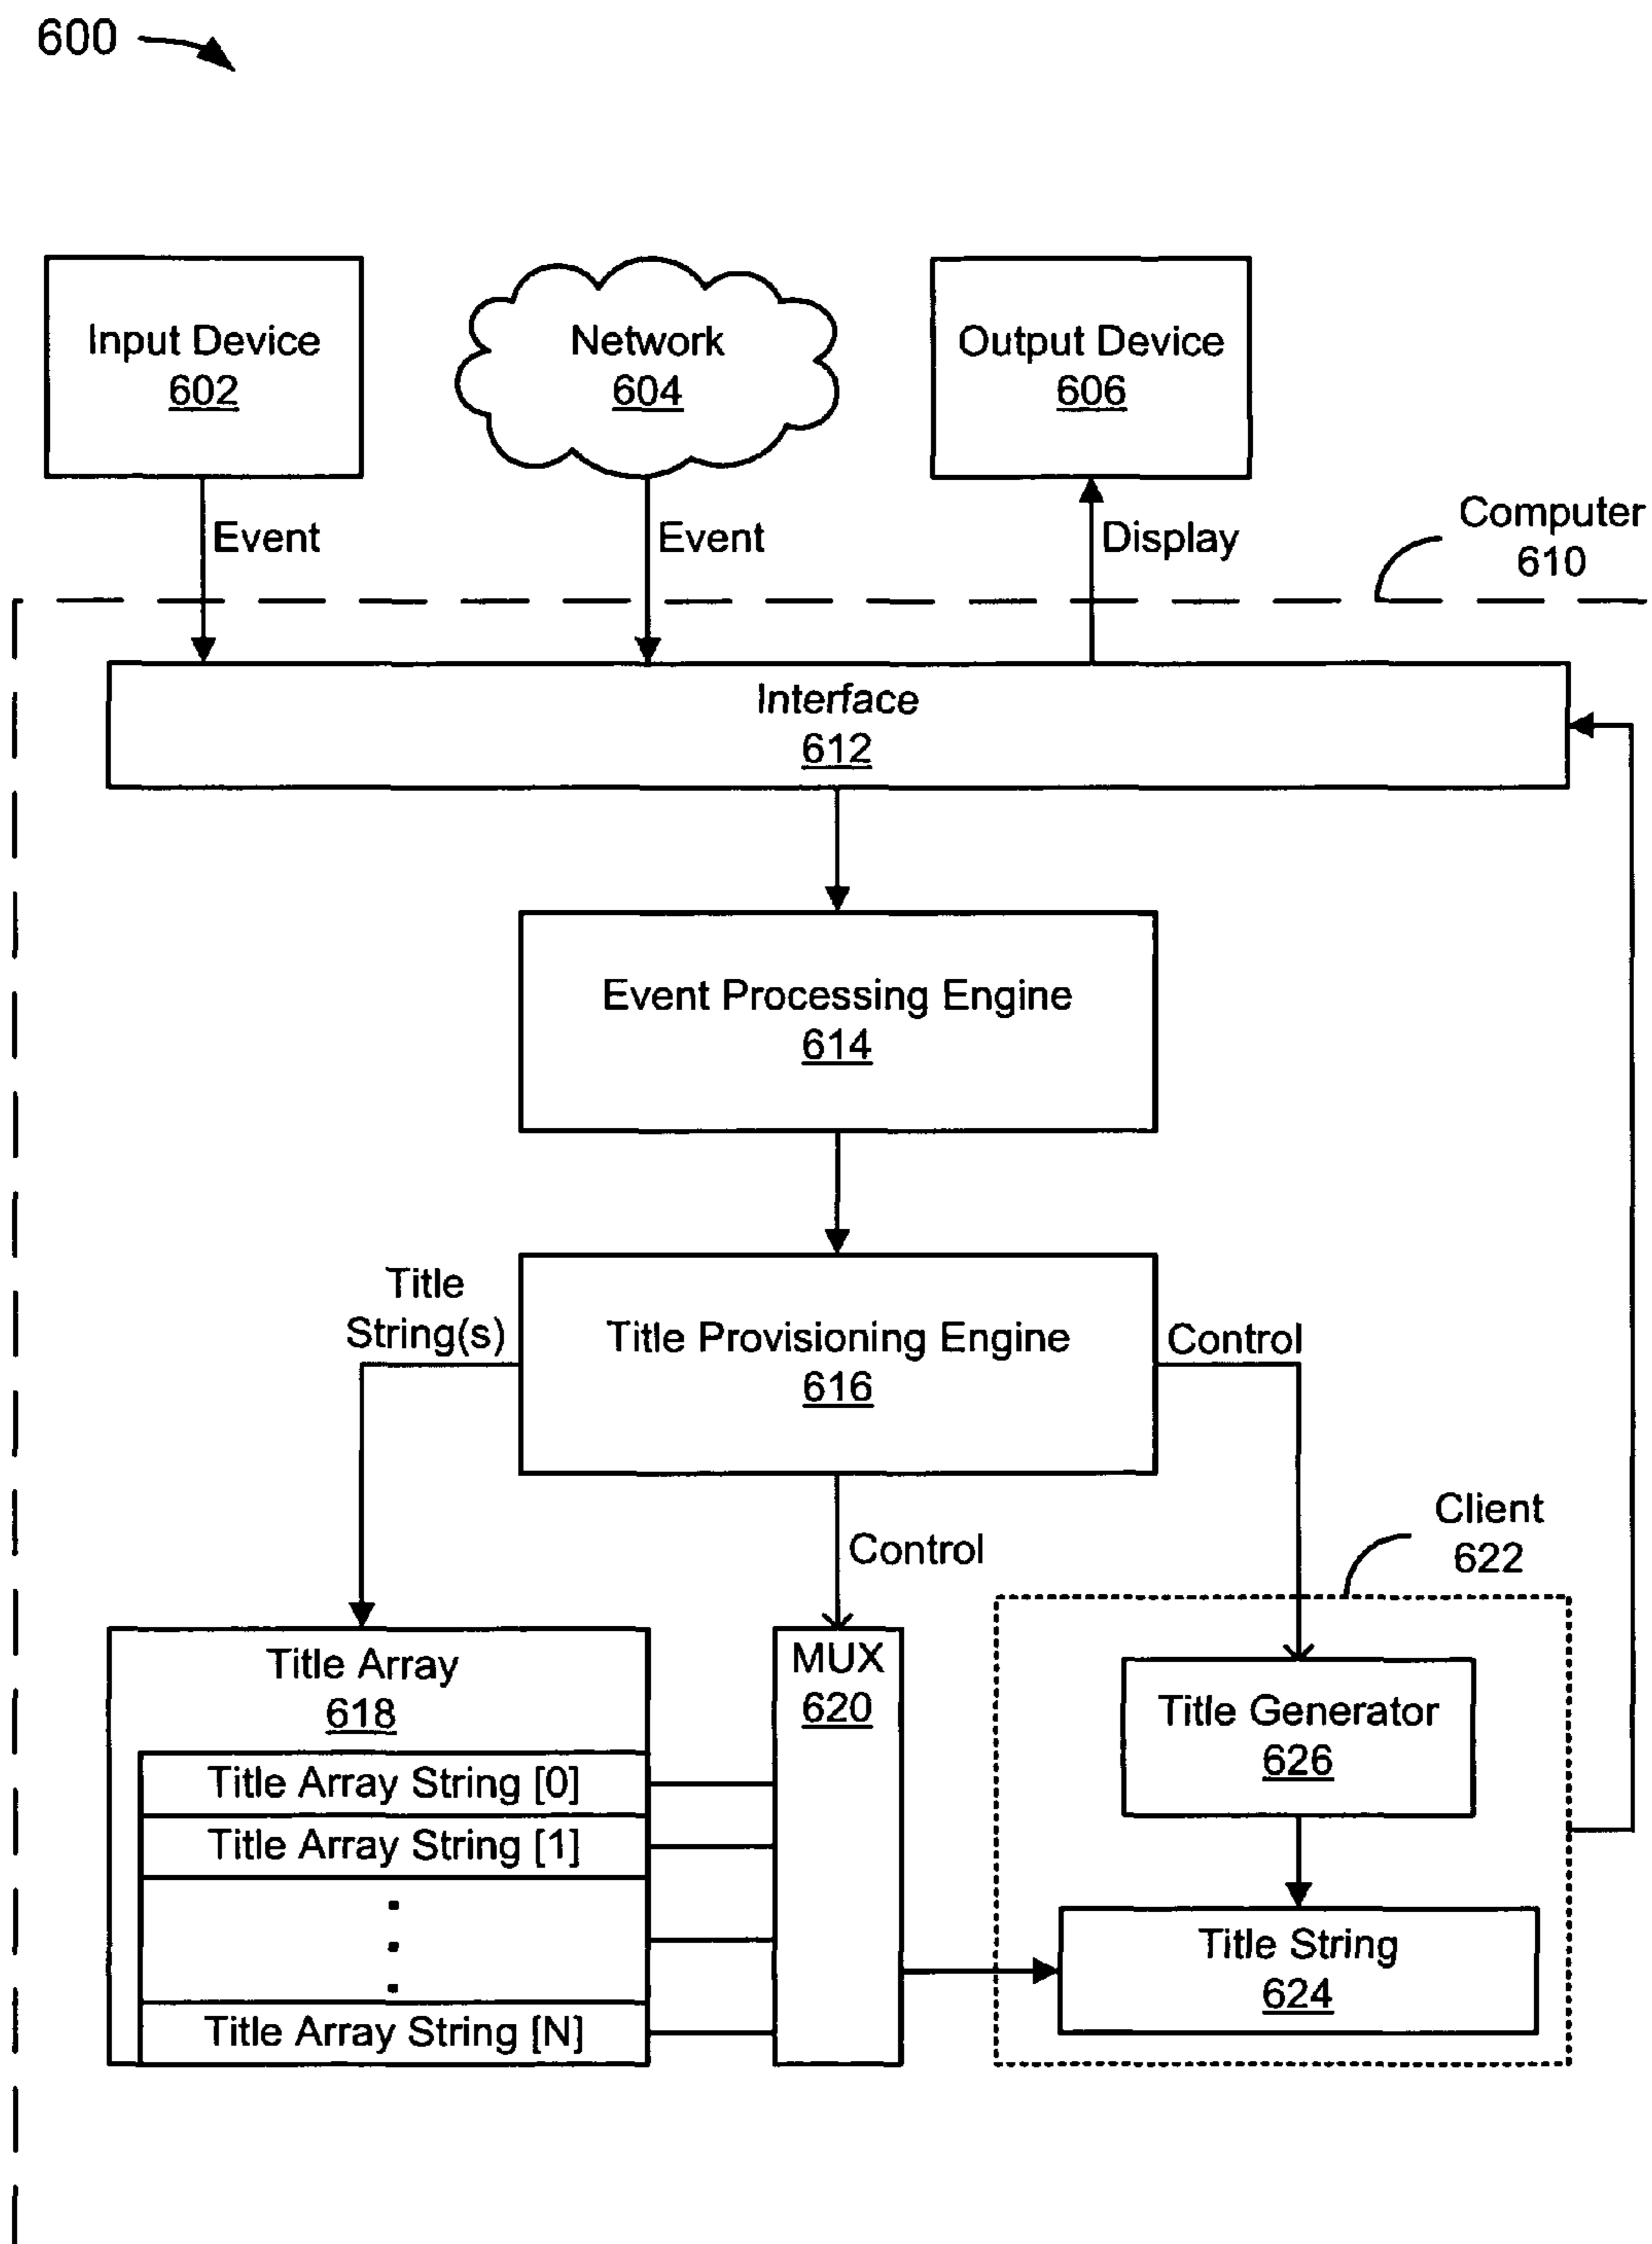 600
Input Device
602
Network
604
Output Device
606
Event
Event
Display
Computer
610
Interface
612
Event Processing Engine
614
Title
String(s)
Title Provisioning Engine
616
Control
Control
Client
622
Title Array
618
MUX
620
Title Generator
626
Title Array String [0]
Title Array String [1]
Title Array String [N]
Title String
624